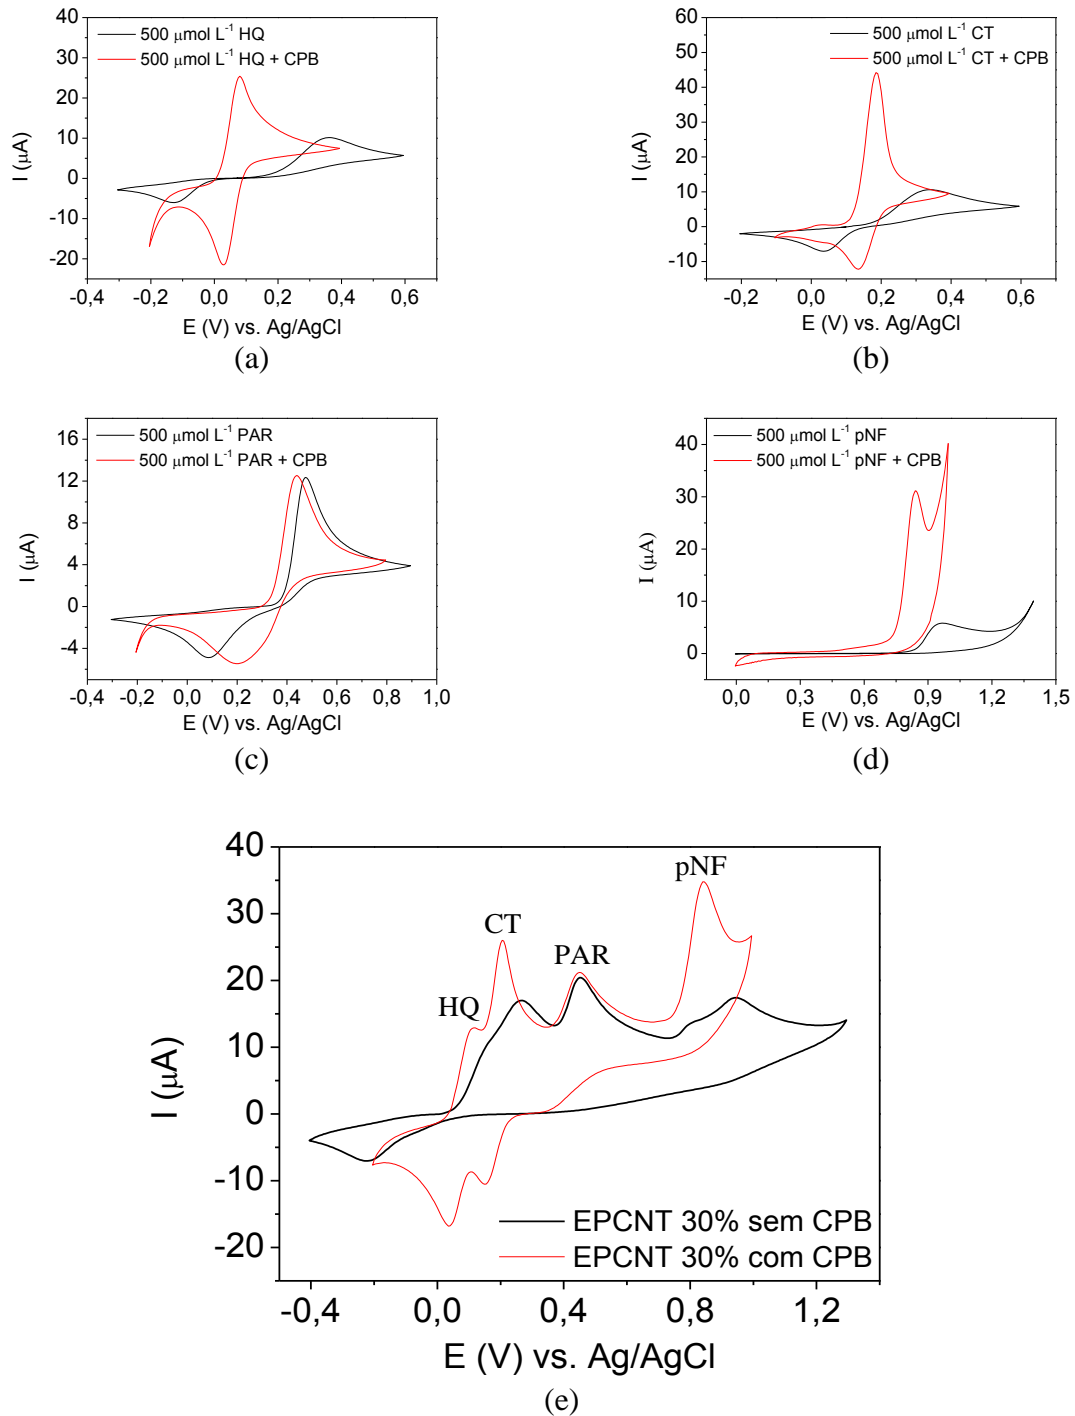 40
30
20
10
0
-10
-20
I (μA)
500 μmol L⁻¹ HQ
500 μmol L⁻¹ HQ + CPB
-0,4 -0,2 0,0 0,2 0,4 0,6
E (V) vs. Ag/AgCl
(a)
60
50
40
30
20
10
0
-10
I (μA)
500 μmol L⁻¹ CT
500 μmol L⁻¹ CT + CPB
-0,2 0,0 0,2 0,4 0,6
E (V) vs. Ag/AgCl
(b)
16
12
8
4
0
-4
I (μA)
500 μmol L⁻¹ PAR
500 μmol L⁻¹ PAR + CPB
-0,4 -0,2 0,0 0,2 0,4 0,6 0,8 1,0
E (V) vs. Ag/AgCl
(c)
40
30
20
10
0
I (μA)
500 μmol L⁻¹ pNF
500 μmol L⁻¹ pNF + CPB
0,0 0,3 0,6 0,9 1,2 1,5
E (V) vs. Ag/AgCl
(d)
40
30
20
10
0
-10
-20
I (μA)
pNF
CT
PAR
HQ
EPCNT 30% sem CPB
EPCNT 30% com CPB
-0,4 0,0 0,4 0,8 1,2
E (V) vs. Ag/AgCl
(e)